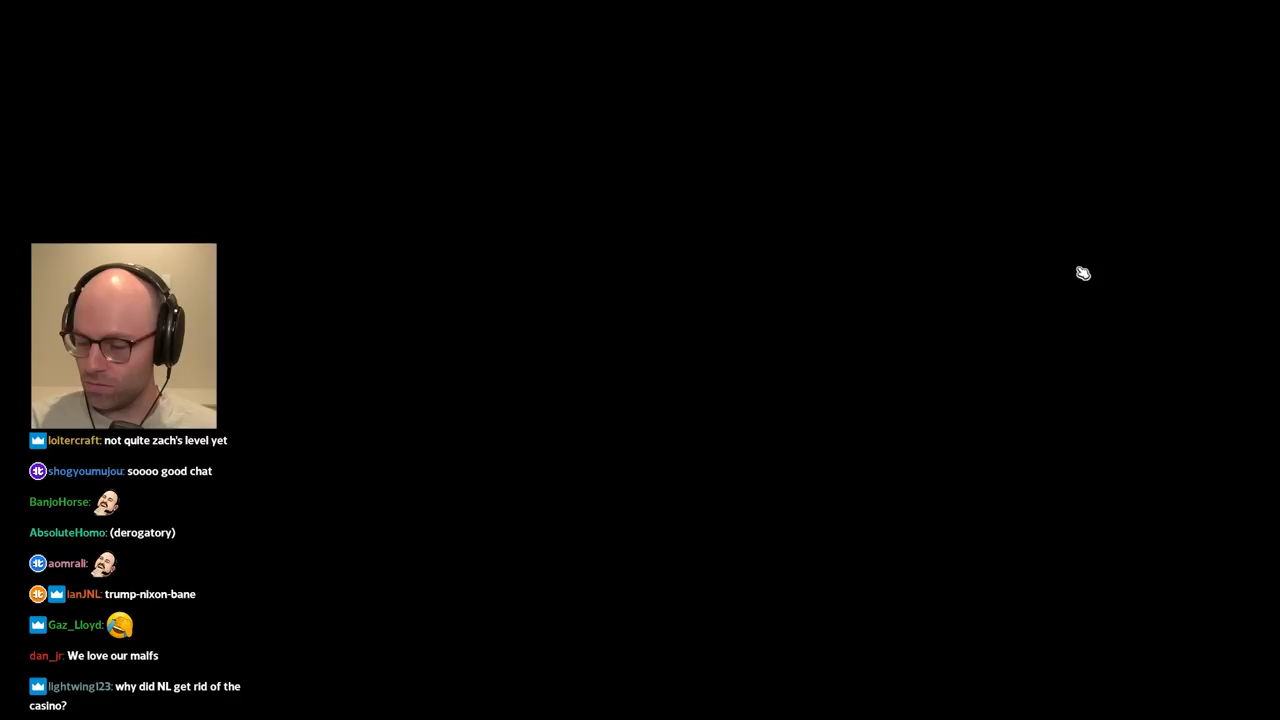 loitercraft: not quite zach's level yet
shogyoumujou: soooo good chat
BanjoHorse:
AbsoluteHomo: (derogatory)
aomrali:
IanJNL: trump-nixon-bane
Gaz_Lloyd:
dan_jr: We love our malfs
lightwing123: why did NL get rid of the
casino?